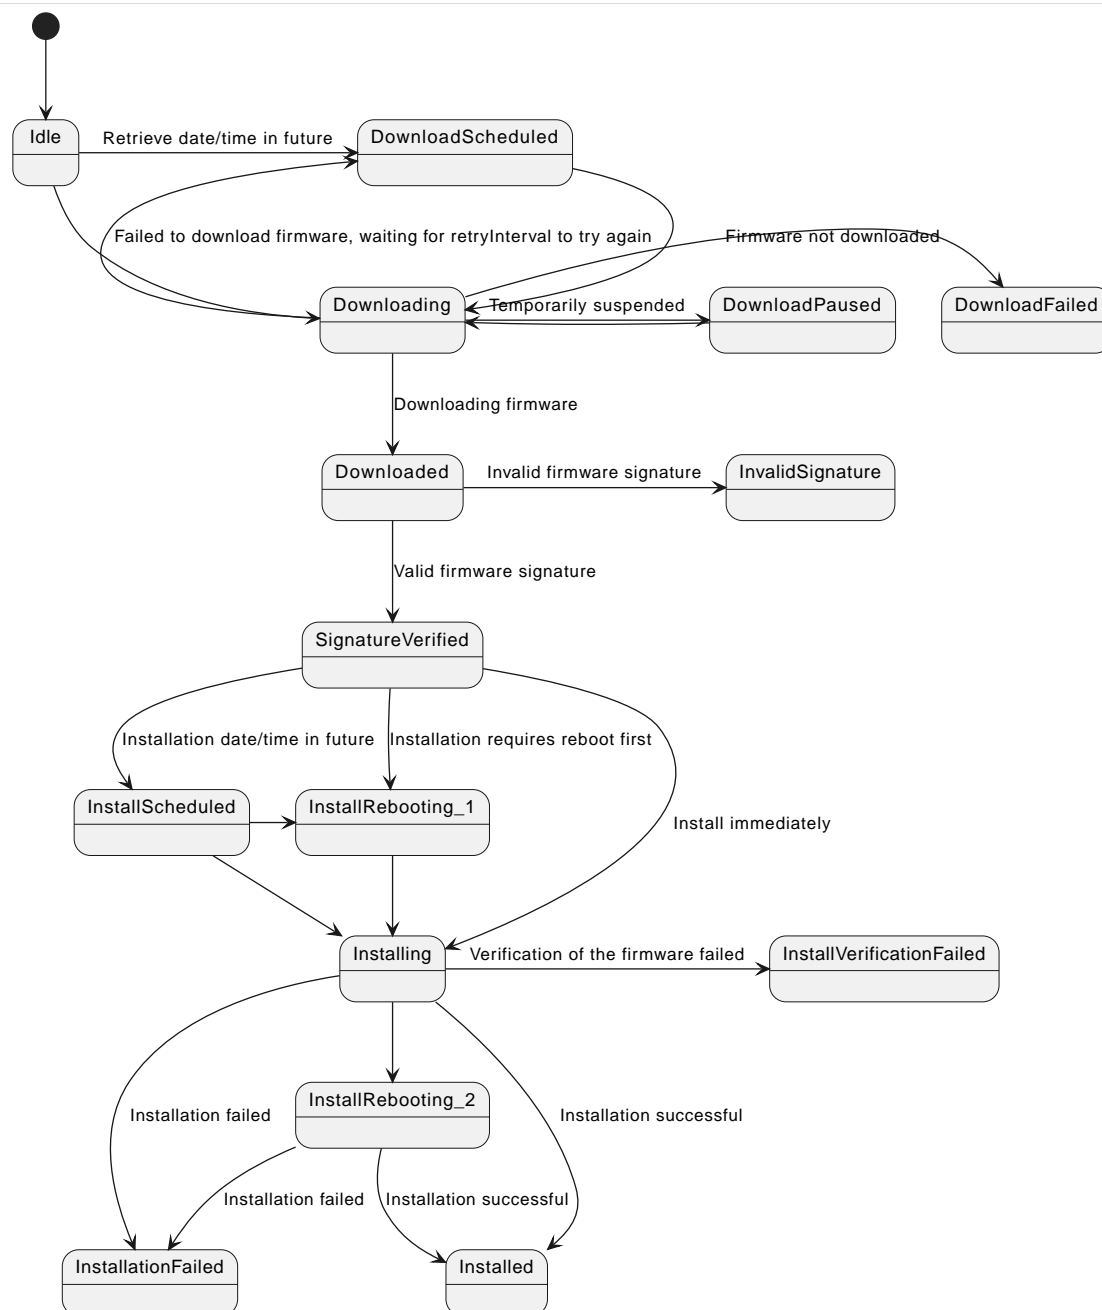 Idle
Retrieve date/time in future
DownloadScheduled
Failed to download firmware, waiting for retryInterval to try again
Firmware not downloaded
Downloading
Temporarily suspended
DownloadPaused
DownloadFailed
Downloading firmware
Downloaded
Invalid firmware signature
InvalidSignature
Valid firmware signature
SignatureVerified
Installation date/time in future
Installation requires reboot first
InstallScheduled
InstallRebooting_1
Install immediately
Installing
Verification of the firmware failed
InstallVerificationFailed
InstallRebooting_2
Installation failed
Installation successful
Installation failed
Installation successful
InstallationFailed
Installed